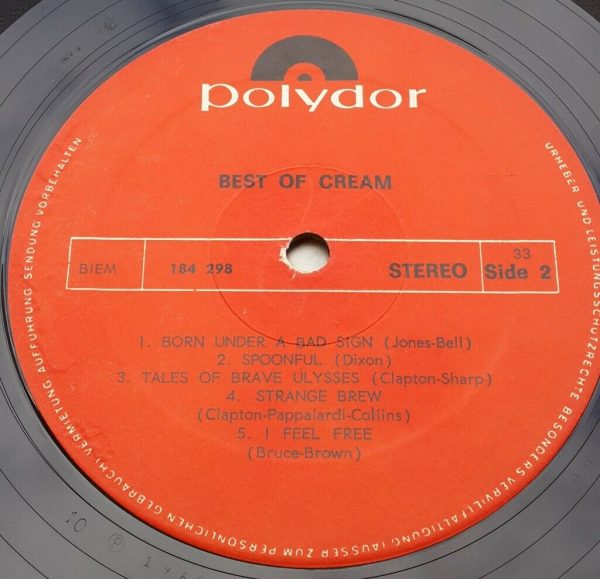 polydor
BEST OF CREAM
BIEM 184 298 STEREO 33 Side 2
1. BORN UNDER A BAD SIGN (Jones-Bell)
2. SPOONFUL (Dixon)
3. TALES OF BRAVE ULYSSES (Clapton-Sharp)
4. STRANGE BREW
(Clapton-Pappalardi-Collins)
5. I FEEL FREE
(Bruce-Brown)
URHEBER UND LEISTUNGSSCHUTZRECHTE BESONDERS VERVIELFÄLTIGUNG (AUSSER ZUM PERSÖNLICHEN GEBRAUCH) VERMIETUNG AUFFÜHRUNG SENDUNG VORBEHALTEN
10 P 196